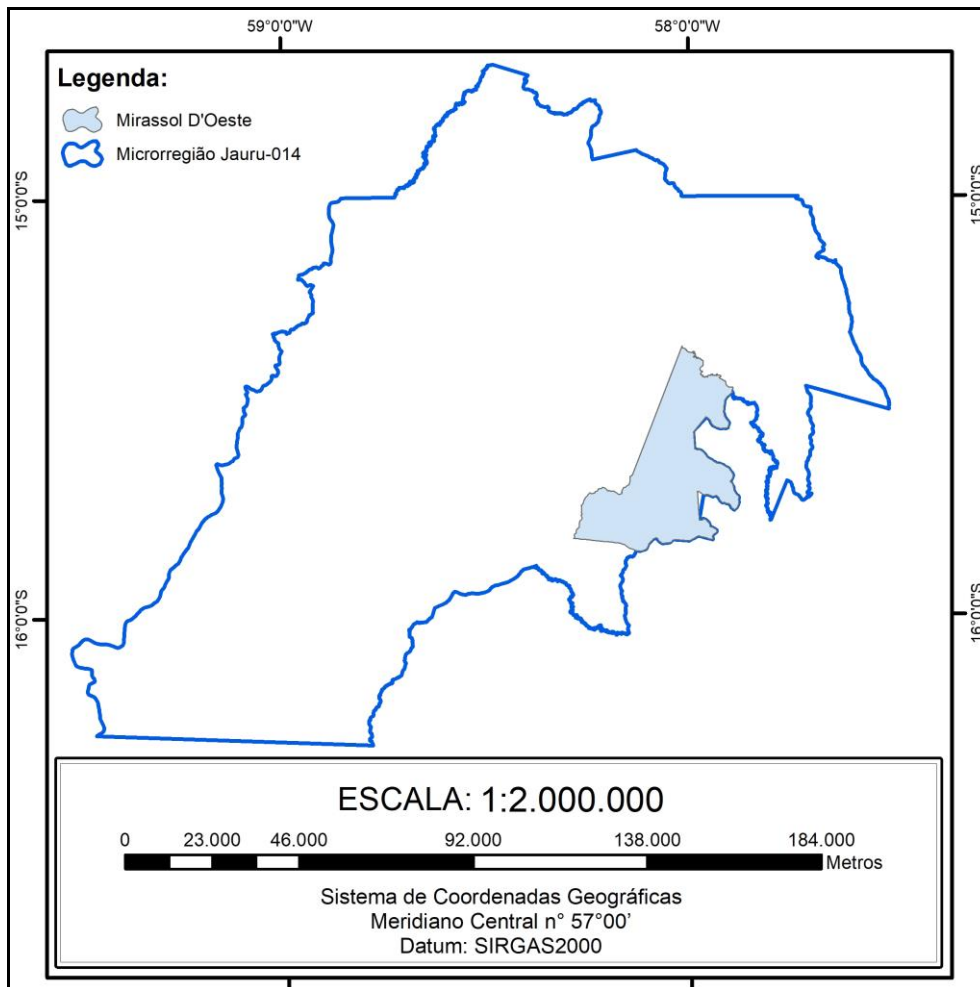 59°0'0"W 58°0'0"W
Legenda:
Mirassol D'Oeste
Microrregião Jauru-014
15°0'0"S 15°0'0"S
16°0'0"S 16°0'0"S
ESCALA: 1:2.000.000
0 23.000 46.000 92.000 138.000 184.000
Metros
Sistema de Coordenadas Geográficas
Meridiano Central n° 57°00’
Datum: SIRGAS2000